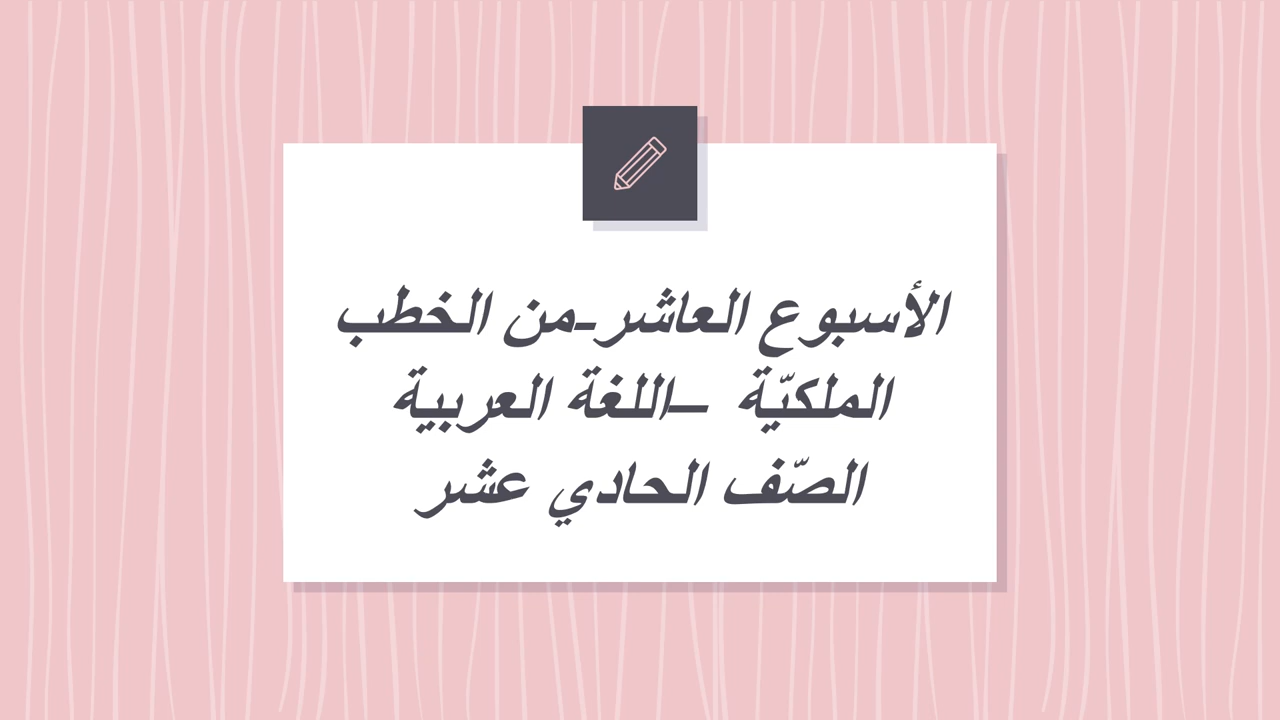 الأسبوع العاشر-من الخطب
الملكيّة –اللغة العربية
الصّف الحادي عشر